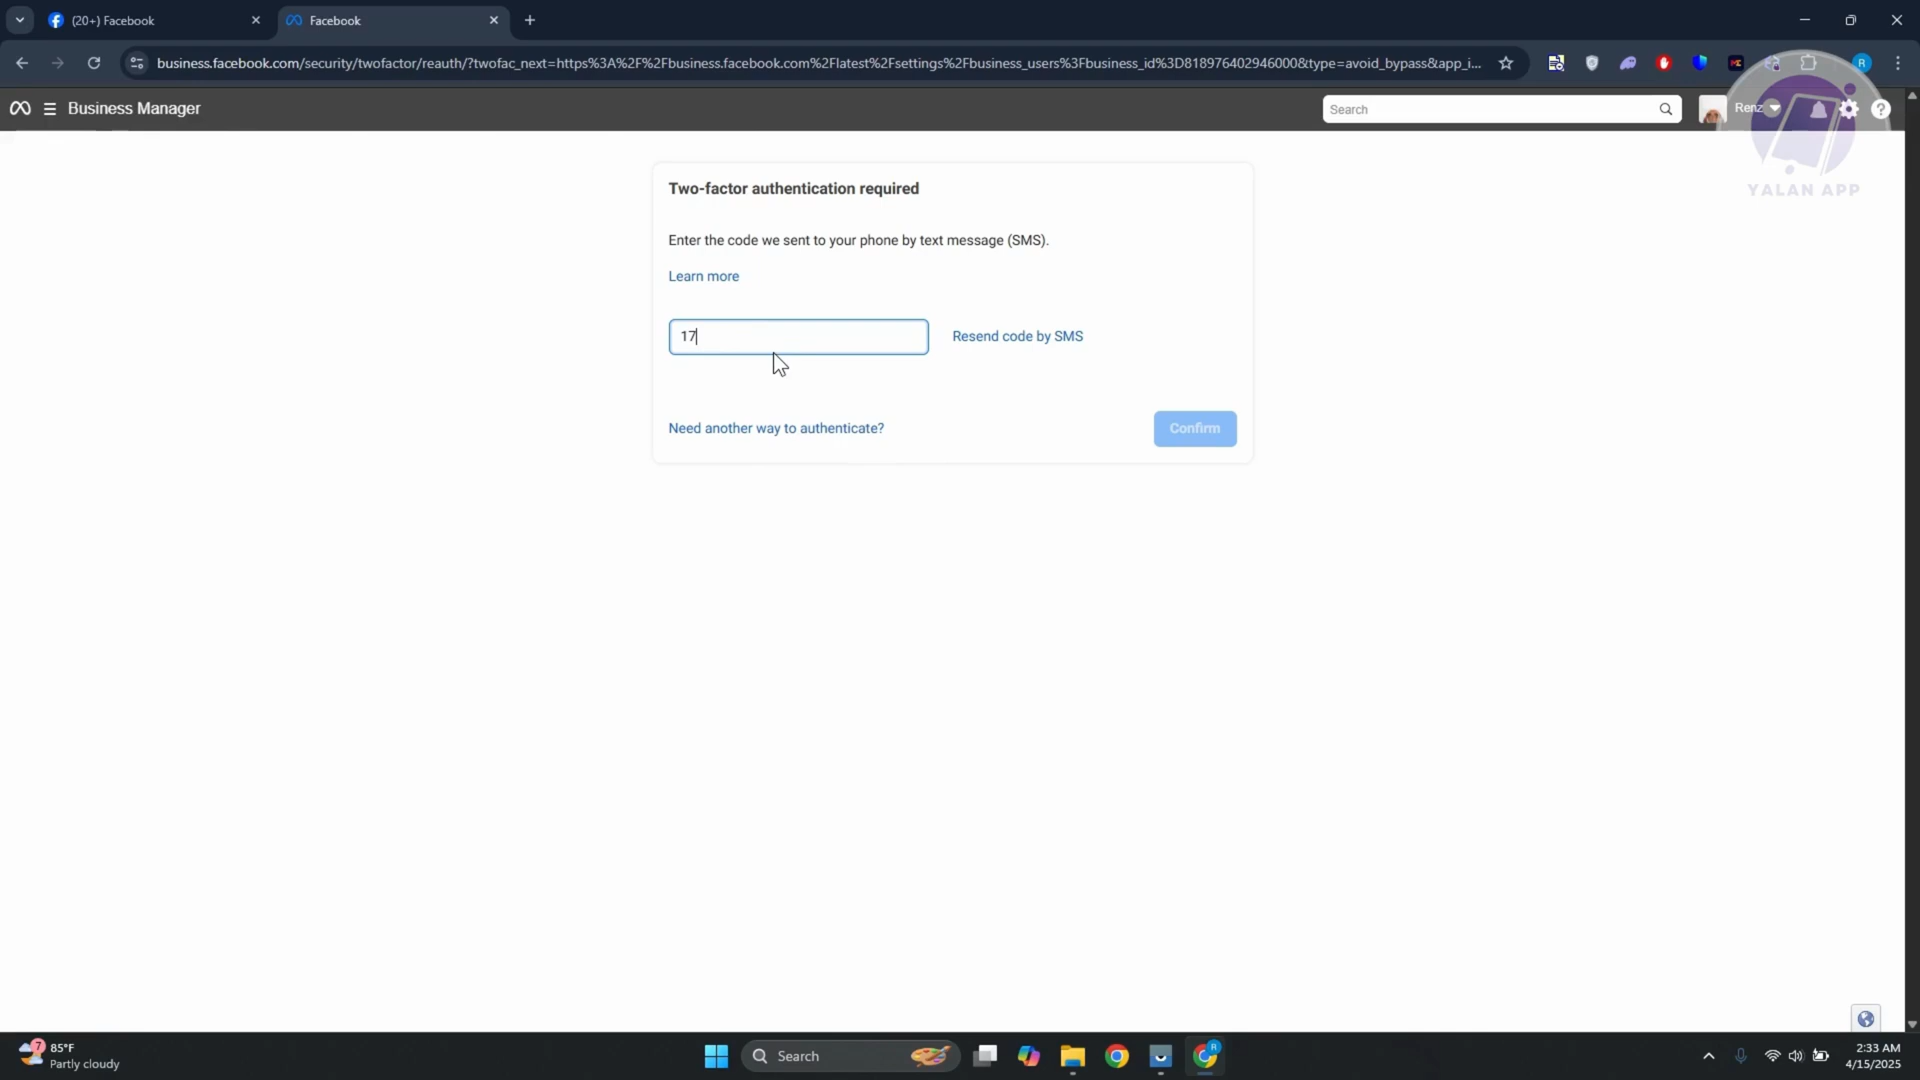 (20+) Facebook
Facebook
business.facebook.com/security/twofactor/reauth/?twofac_next=https%3A%2F%2Fbusiness.facebook.com%2Flatest%2Fsettings%2Fbusiness_users%3Fbusiness_id%3D818976402946000&type=avoid_bypass&app_i...
R
Business Manager
Search
Renz
YALAN APP
Two-factor authentication required
Enter the code we sent to your phone by text message (SMS).
Learn more
17
Resend code by SMS
Need another way to authenticate?
Confirm
7
85°F
Partly cloudy
Search
R
2:33 AM
4/15/2025